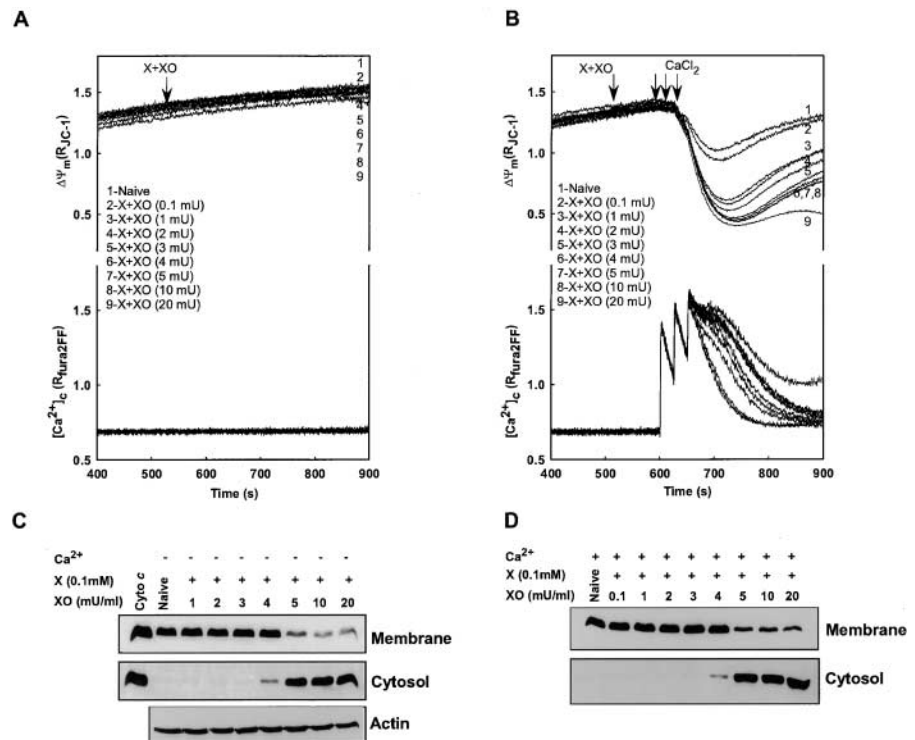 A
X+XO
1
2
4
5
6
7
8
9
1.5
1.0
0.5
ΔΨm(RJC-1)
1-Naive
2-X+XO (0.1 mU)
3-X+XO (1 mU)
4-X+XO (2 mU)
5-X+XO (3 mU)
6-X+XO (4 mU)
7-X+XO (5 mU)
8-X+XO (10 mU)
9-X+XO (20 mU)
1.5
1.0
0.5
[Ca2+]c (Rfura2FF)
400 500 600 700 800 900
Time (s)
B
X+XO CaCl2
1
2
3
4
5
6,7,8
9
1.5
1.0
0.5
ΔΨm(RJC-1)
1-Naive
2-X+XO (0.1 mU)
3-X+XO (1 mU)
4-X+XO (2 mU)
5-X+XO (3 mU)
6-X+XO (4 mU)
7-X+XO (5 mU)
8-X+XO (10 mU)
9-X+XO (20 mU)
1.5
1.0
0.5
[Ca2+]c (Rfura2FF)
400 500 600 700 800 900
Time (s)
C
Ca2+ - - - - - - - -
X (0.1mM) + + + + + + +
XO (mU/ml) Cyto c Naive 1 2 3 4 5 10 20
Membrane
Cytosol
Actin
D
Ca2+ + + + + + + + + +
X (0.1mM) + + + + + + + +
XO (mU/ml) Naive 0.1 1 2 3 4 5 10 20
Membrane
Cytosol